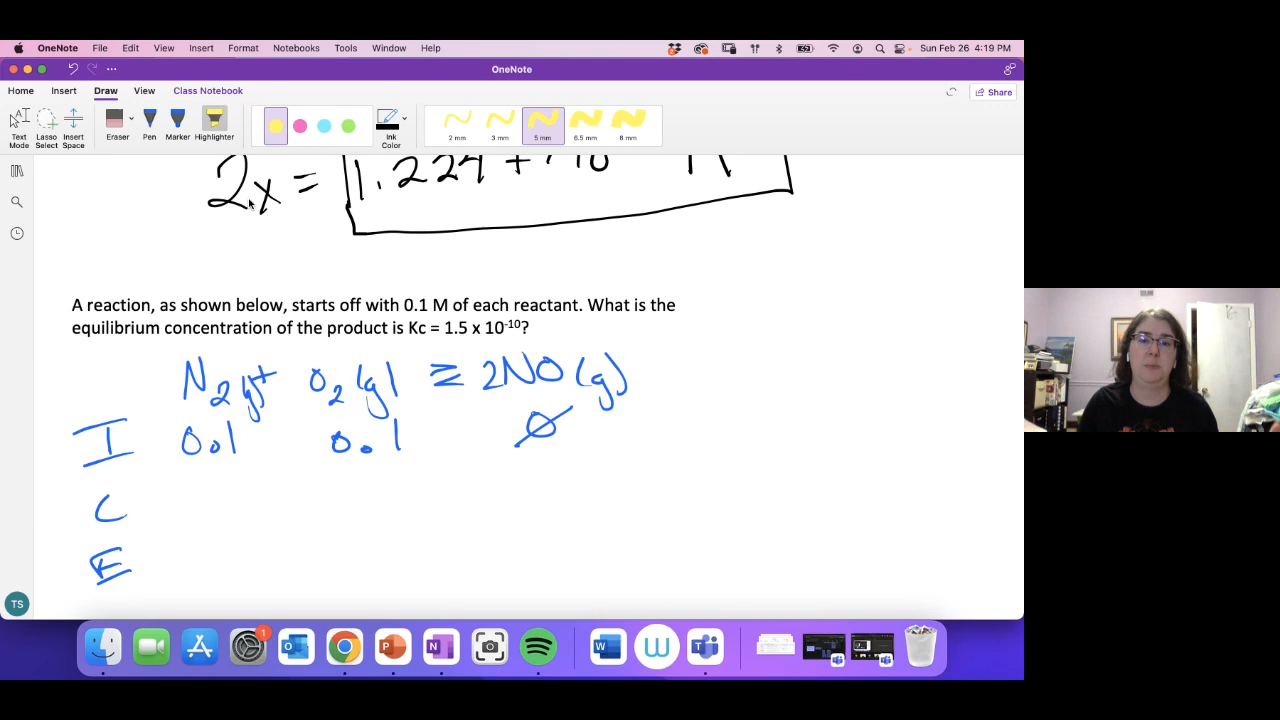 OneNote File Edit View Insert Format Notebooks Tools Window Help Sun Feb 26 4:19 PM
OneNote
Home Insert Draw View Class Notebook Share
Text Mode Lasso Select Insert Space Eraser Pen Marker Highlighter Ink Color 2 mm 3 mm 5 mm 6.5 mm 8 mm
2x = 1.224
A reaction, as shown below, starts off with 0.1 M of each reactant. What is the
equilibrium concentration of the product is Kc = 1.5 x 10⁻¹⁰?
N₂(g) + O₂(g) ⇌ 2NO(g)
I 0.1 0.1 Ø
C
E
TS
1